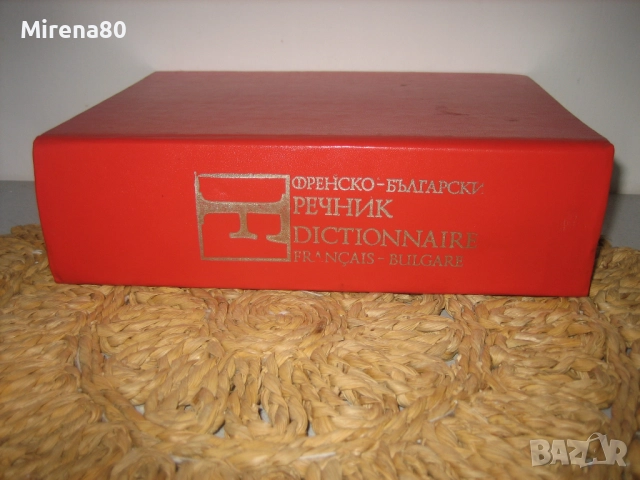 Mirena80
ФРЕНСКО-БЪЛГАРСКИ
РЕЧНИК
DICTIONNAIRE
FRANÇAIS-BULGARE
BAZAR